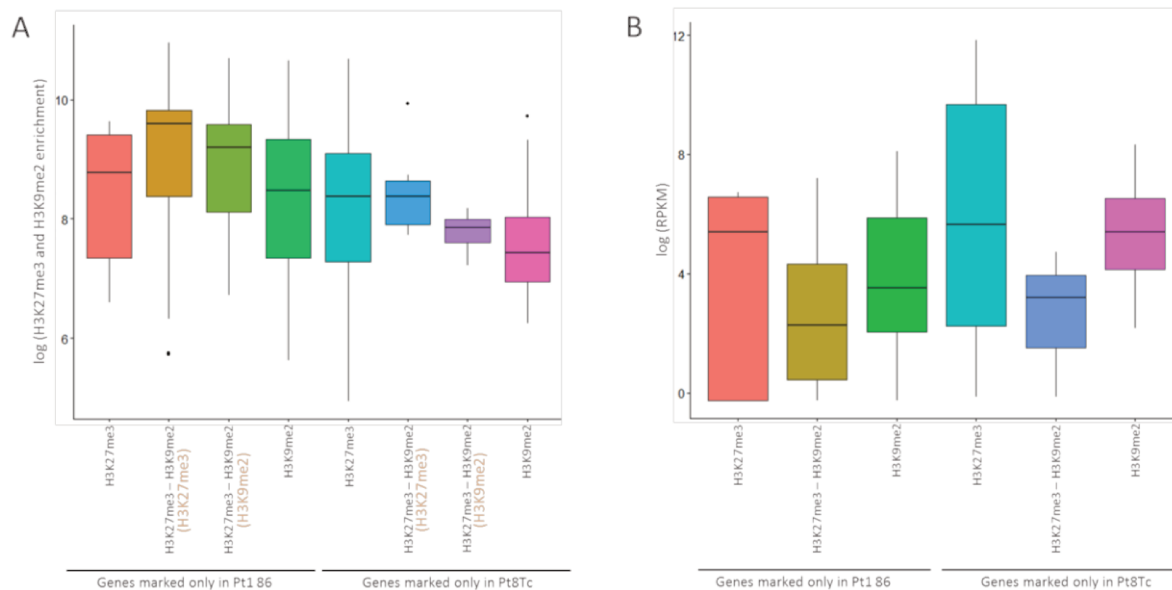 A
log (H3K27me3 and H3K9me2 enrichment)
10
8
6
H3K27me3
H3K27me3 – H3K9me2
(H3K27me3)
H3K27me3 – H3K9me2
(H3K9me2)
H3K9me2
H3K27me3
H3K27me3 – H3K9me2
(H3K27me3)
H3K27me3 – H3K9me2
(H3K9me2)
H3K9me2
Genes marked only in Pt1 86
Genes marked only in Pt8Tc
B
log (RPKM)
12
8
4
0
H3K27me3
H3K27me3 – H3K9me2
H3K9me2
H3K27me3
H3K27me3 – H3K9me2
H3K9me2
Genes marked only in Pt1 86
Genes marked only in Pt8Tc